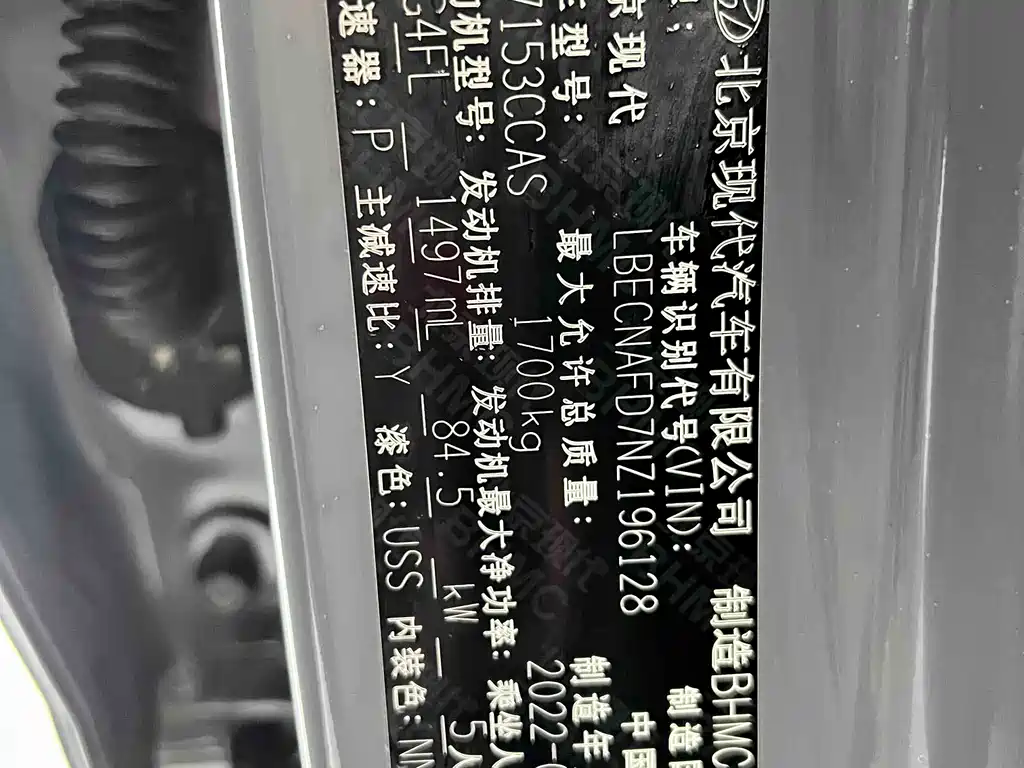 北京现代汽车有限公司 制造BHMC
车辆识别代号(VIN): 制造
京现代 LBECNAFD7NZ196128 中国
型号: 最大允许总质量: 制造年
7153CCAS 1700kg 2022-
机型号: 发动机排量: 发动机最大净功率: 乘坐人
G4FL 1497mL 84.5 kW 5人
速器: P 主减速比: Y 漆色: USS 内装色: NN